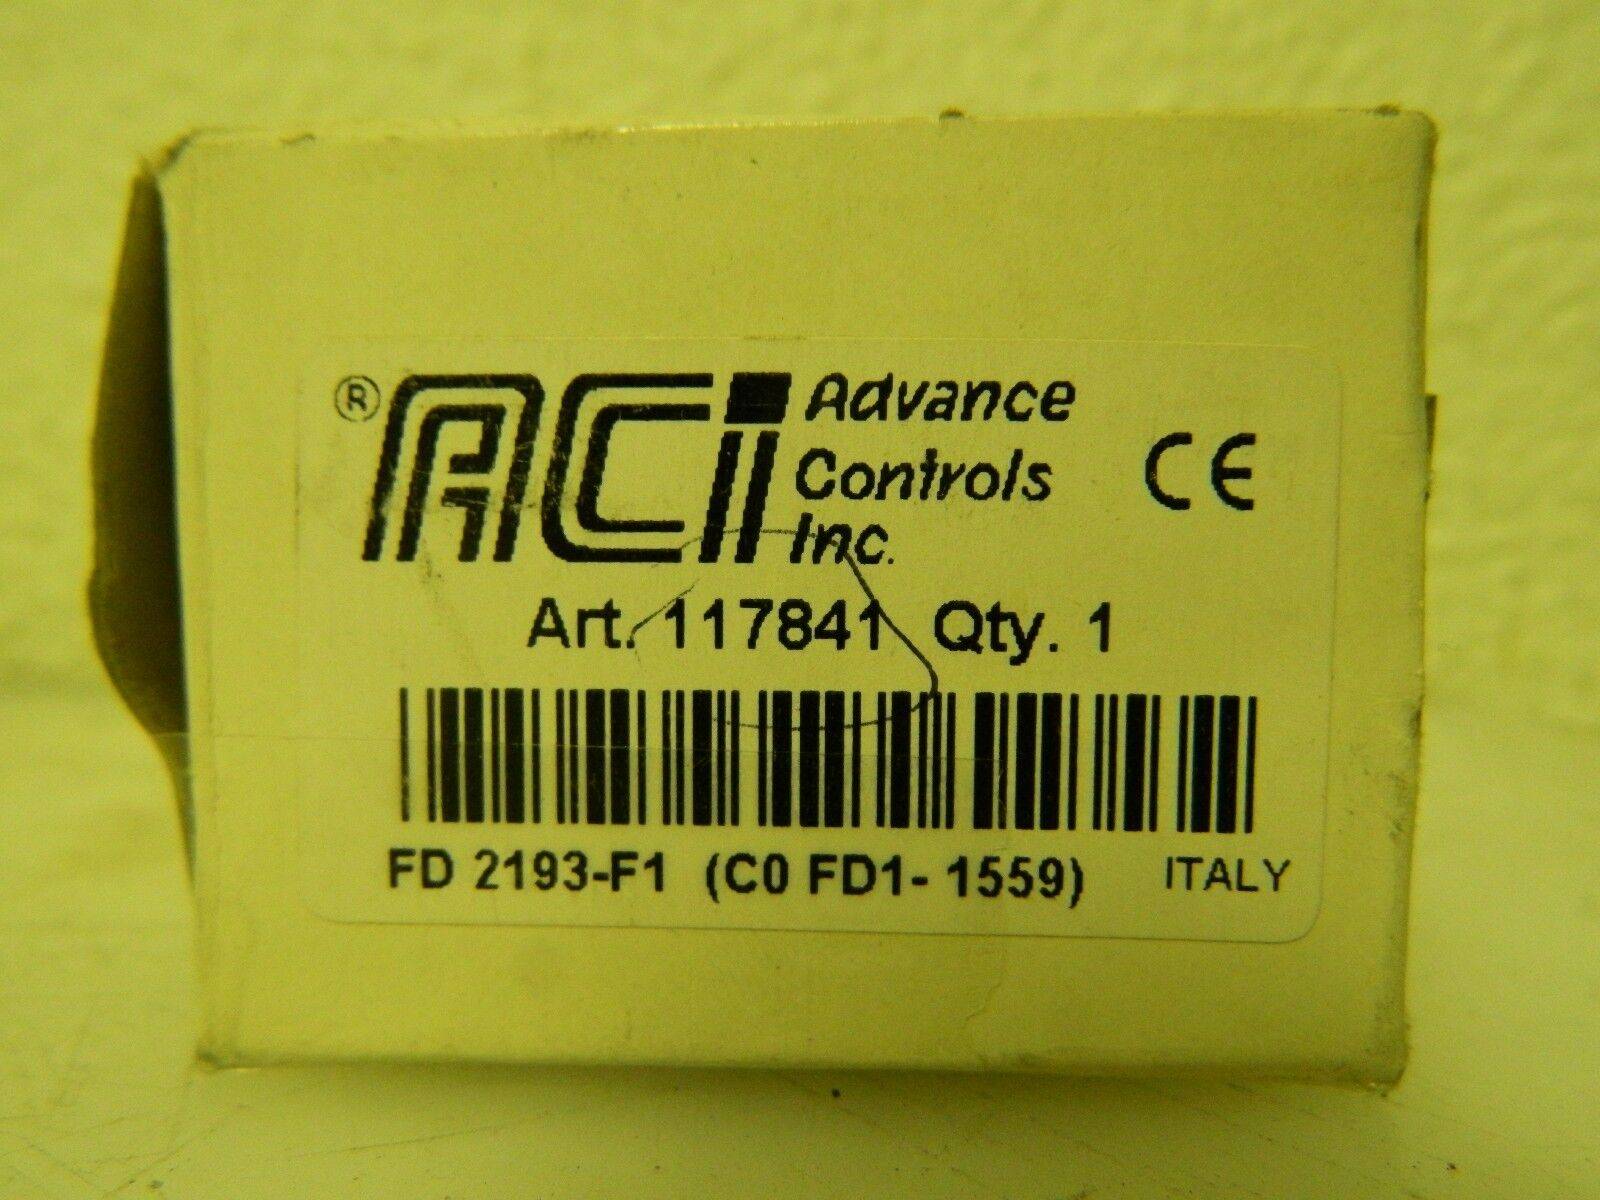 ® ACi Advance
Controls
Inc.
CE
Art. 117841 Qty. 1
FD 2193-F1 (C0 FD1- 1559) ITALY